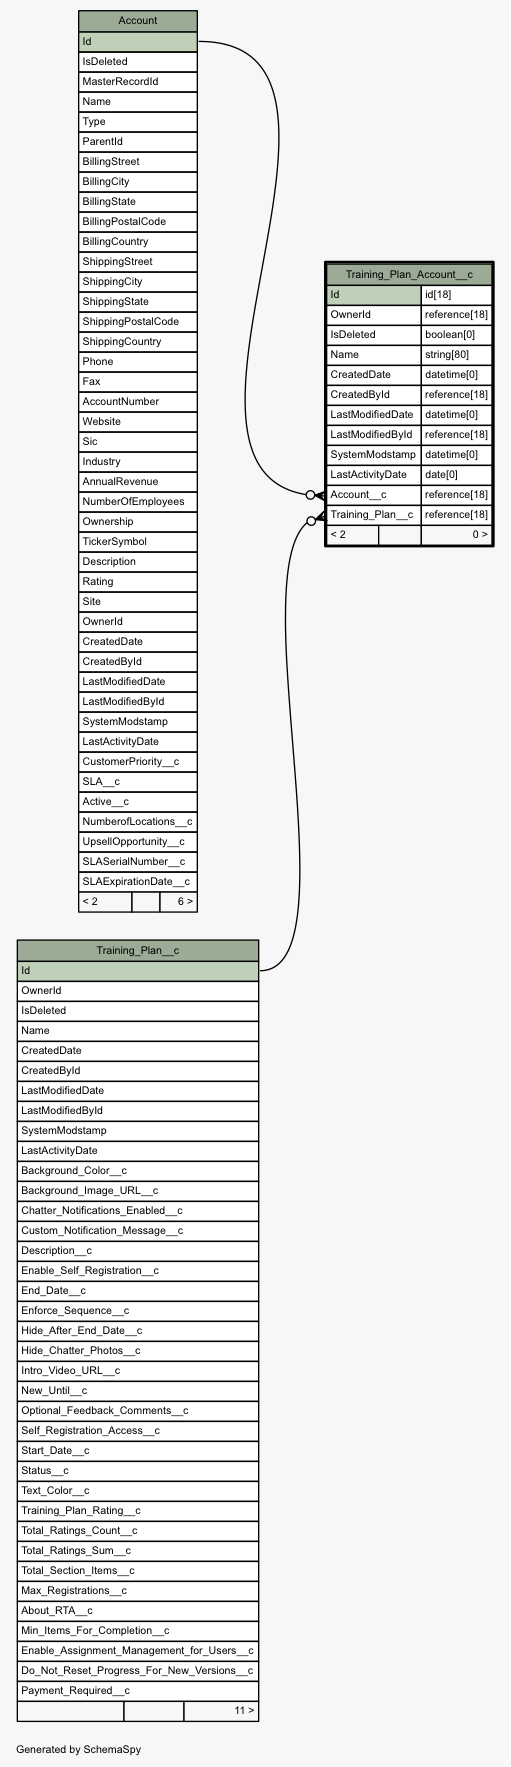 Account
Id
IsDeleted
MasterRecordId
Name
Type
ParentId
BillingStreet
BillingCity
BillingState
BillingPostalCode
BillingCountry
ShippingStreet
ShippingCity
ShippingState
ShippingPostalCode
ShippingCountry
Phone
Fax
AccountNumber
Website
Sic
Industry
AnnualRevenue
NumberOfEmployees
Ownership
TickerSymbol
Description
Rating
Site
OwnerId
CreatedDate
CreatedById
LastModifiedDate
LastModifiedById
SystemModstamp
LastActivityDate
CustomerPriority__c
SLA__c
Active__c
NumberofLocations__c
UpsellOpportunity__c
SLASerialNumber__c
SLAExpirationDate__c
< 2 6 >
Training_Plan_Account__c
Id id[18]
OwnerId reference[18]
IsDeleted boolean[0]
Name string[80]
CreatedDate datetime[0]
CreatedById reference[18]
LastModifiedDate datetime[0]
LastModifiedById reference[18]
SystemModstamp datetime[0]
LastActivityDate date[0]
Account__c reference[18]
Training_Plan__c reference[18]
< 2 0 >
Training_Plan__c
Id
OwnerId
IsDeleted
Name
CreatedDate
CreatedById
LastModifiedDate
LastModifiedById
SystemModstamp
LastActivityDate
Background_Color__c
Background_Image_URL__c
Chatter_Notifications_Enabled__c
Custom_Notification_Message__c
Description__c
Enable_Self_Registration__c
End_Date__c
Enforce_Sequence__c
Hide_After_End_Date__c
Hide_Chatter_Photos__c
Intro_Video_URL__c
New_Until__c
Optional_Feedback_Comments__c
Self_Registration_Access__c
Start_Date__c
Status__c
Text_Color__c
Training_Plan_Rating__c
Total_Ratings_Count__c
Total_Ratings_Sum__c
Total_Section_Items__c
Max_Registrations__c
About_RTA__c
Min_Items_For_Completion__c
Enable_Assignment_Management_for_Users__c
Do_Not_Reset_Progress_For_New_Versions__c
Payment_Required__c
11 >
Generated by SchemaSpy